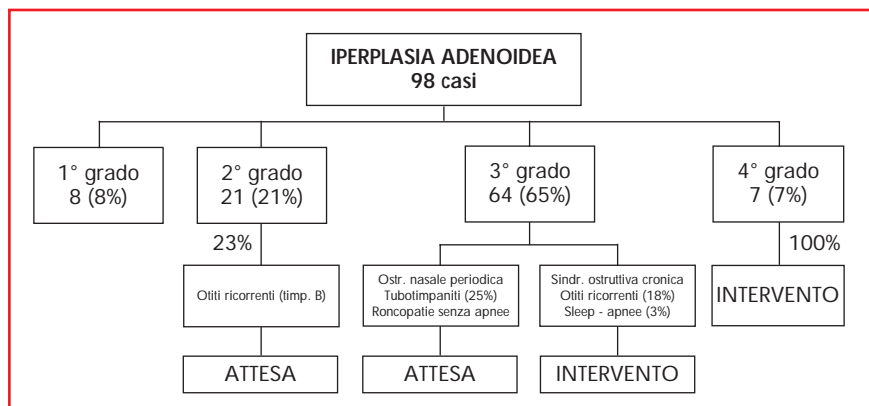 IPERPLASIA ADENOIDEA
98 casi
1° grado
8 (8%)
2° grado
21 (21%)
3° grado
64 (65%)
4° grado
7 (7%)
23%
100%
Otiti ricorrenti (timp. B)
Ostr. nasale periodica
Tubotimpaniti (25%)
Roncopatie senza apnee
Sindr. ostruttiva cronica
Otiti ricorrenti (18%)
Sleep - apnee (3%)
INTERVENTO
ATTESA
ATTESA
INTERVENTO